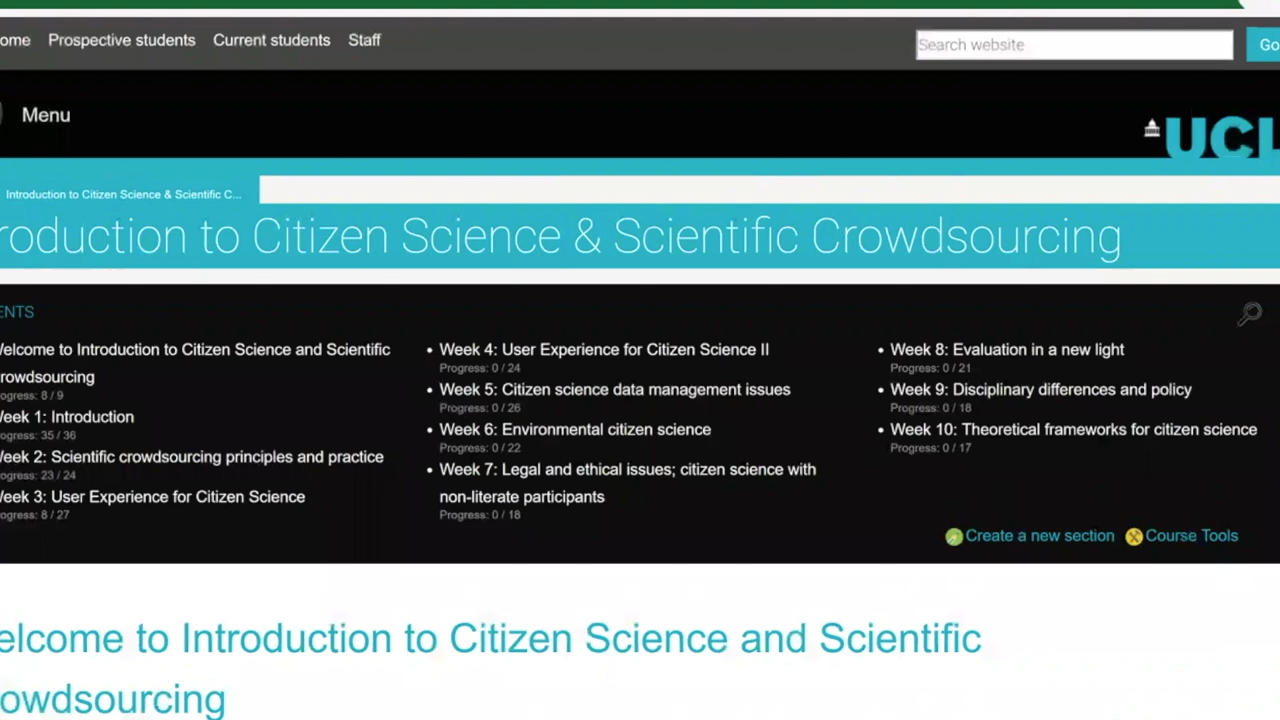 ome Prospective students Current students Staff
Search website
Go
Menu
UCL
Introduction to Citizen Science & Scientific C...
roduction to Citizen Science & Scientific Crowdsourcing
ENTS
elcome to Introduction to Citizen Science and Scientific
rowdsourcing
ogress: 8 / 9
eek 1: Introduction
ogress: 35 / 36
eek 2: Scientific crowdsourcing principles and practice
ogress: 23 / 24
eek 3: User Experience for Citizen Science
ogress: 8 / 27
• Week 4: User Experience for Citizen Science II
Progress: 0 / 24
• Week 5: Citizen science data management issues
Progress: 0 / 26
• Week 6: Environmental citizen science
Progress: 0 / 22
• Week 7: Legal and ethical issues; citizen science with
non-literate participants
Progress: 0 / 18
• Week 8: Evaluation in a new light
Progress: 0 / 21
• Week 9: Disciplinary differences and policy
Progress: 0 / 18
• Week 10: Theoretical frameworks for citizen science
Progress: 0 / 17
Create a new section Course Tools
elcome to Introduction to Citizen Science and Scientific
owdsourcing